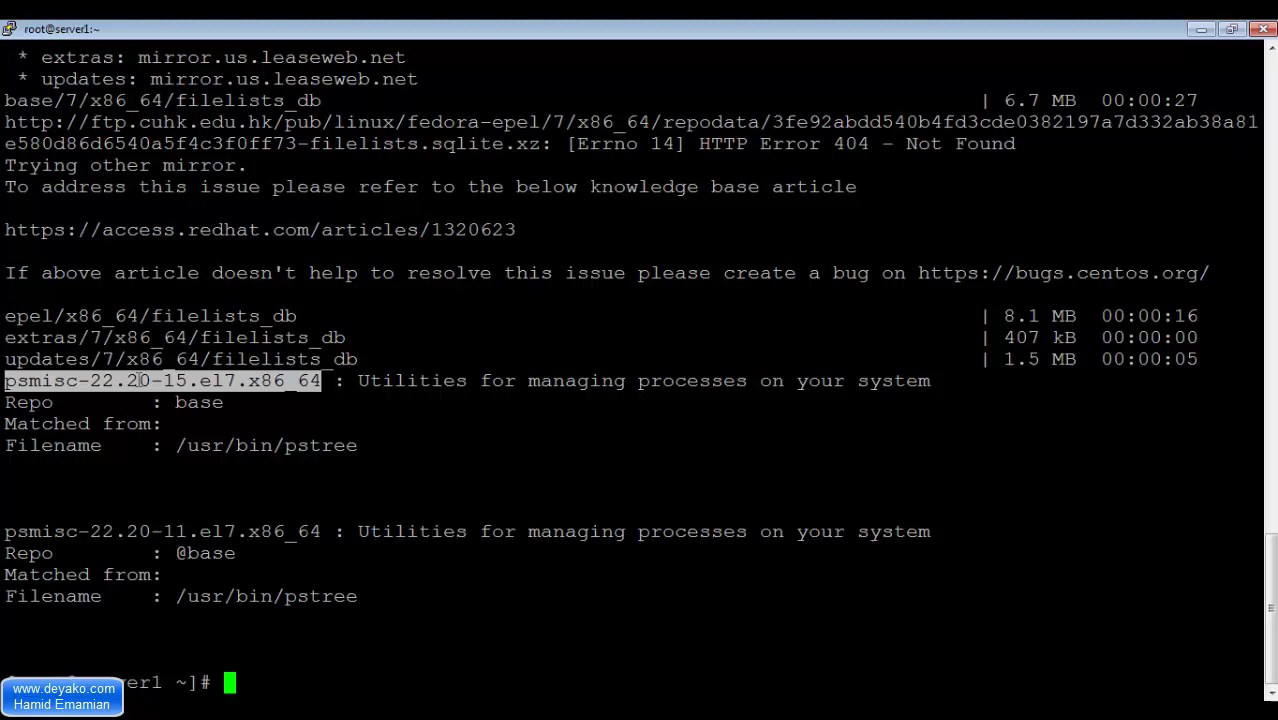 root@server1:~
* extras: mirror.us.leaseweb.net
* updates: mirror.us.leaseweb.net
base/7/x86_64/filelists_db | 6.7 MB 00:00:27
http://ftp.cuhk.edu.hk/pub/linux/fedora-epel/7/x86_64/repodata/3fe92abdd540b4fd3cde0382197a7d332ab38a81
e580d86d6540a5f4c3f0ff73-filelists.sqlite.xz: [Errno 14] HTTP Error 404 - Not Found
Trying other mirror.
To address this issue please refer to the below knowledge base article
https://access.redhat.com/articles/1320623
If above article doesn't help to resolve this issue please create a bug on https://bugs.centos.org/
epel/x86_64/filelists_db | 8.1 MB 00:00:16
extras/7/x86_64/filelists_db | 407 kB 00:00:00
updates/7/x86_64/filelists_db | 1.5 MB 00:00:05
psmisc-22.20-15.el7.x86_64 : Utilities for managing processes on your system
Repo : base
Matched from:
Filename : /usr/bin/pstree
psmisc-22.20-11.el7.x86_64 : Utilities for managing processes on your system
Repo : @base
Matched from:
Filename : /usr/bin/pstree
ver1 ~]#
www.deyako.com
Hamid Emamian